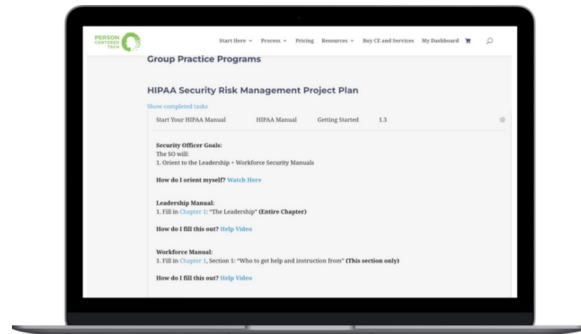 PERSON
CENTERED
TECH
Start Here Process Pricing Resources Buy CE and Services My Dashboard
Group Practice Programs
HIPAA Security Risk Management Project Plan
Show completed tasks
Start Your HIPAA Manual HIPAA Manual Getting Started 1.3
Security Officer Goals:
The SO will:
1. Orient to the Leadership + Workforce Security Manuals
How do I orient myself? Watch Here
Leadership Manual:
1. Fill in Chapter 1: "The Leadership" (Entire Chapter)
How do I fill this out? Help Video
Workforce Manual:
1. Fill in Chapter 1, Section 1: "Who to get help and instruction from" (This section only)
How do I fill this out? Help Video